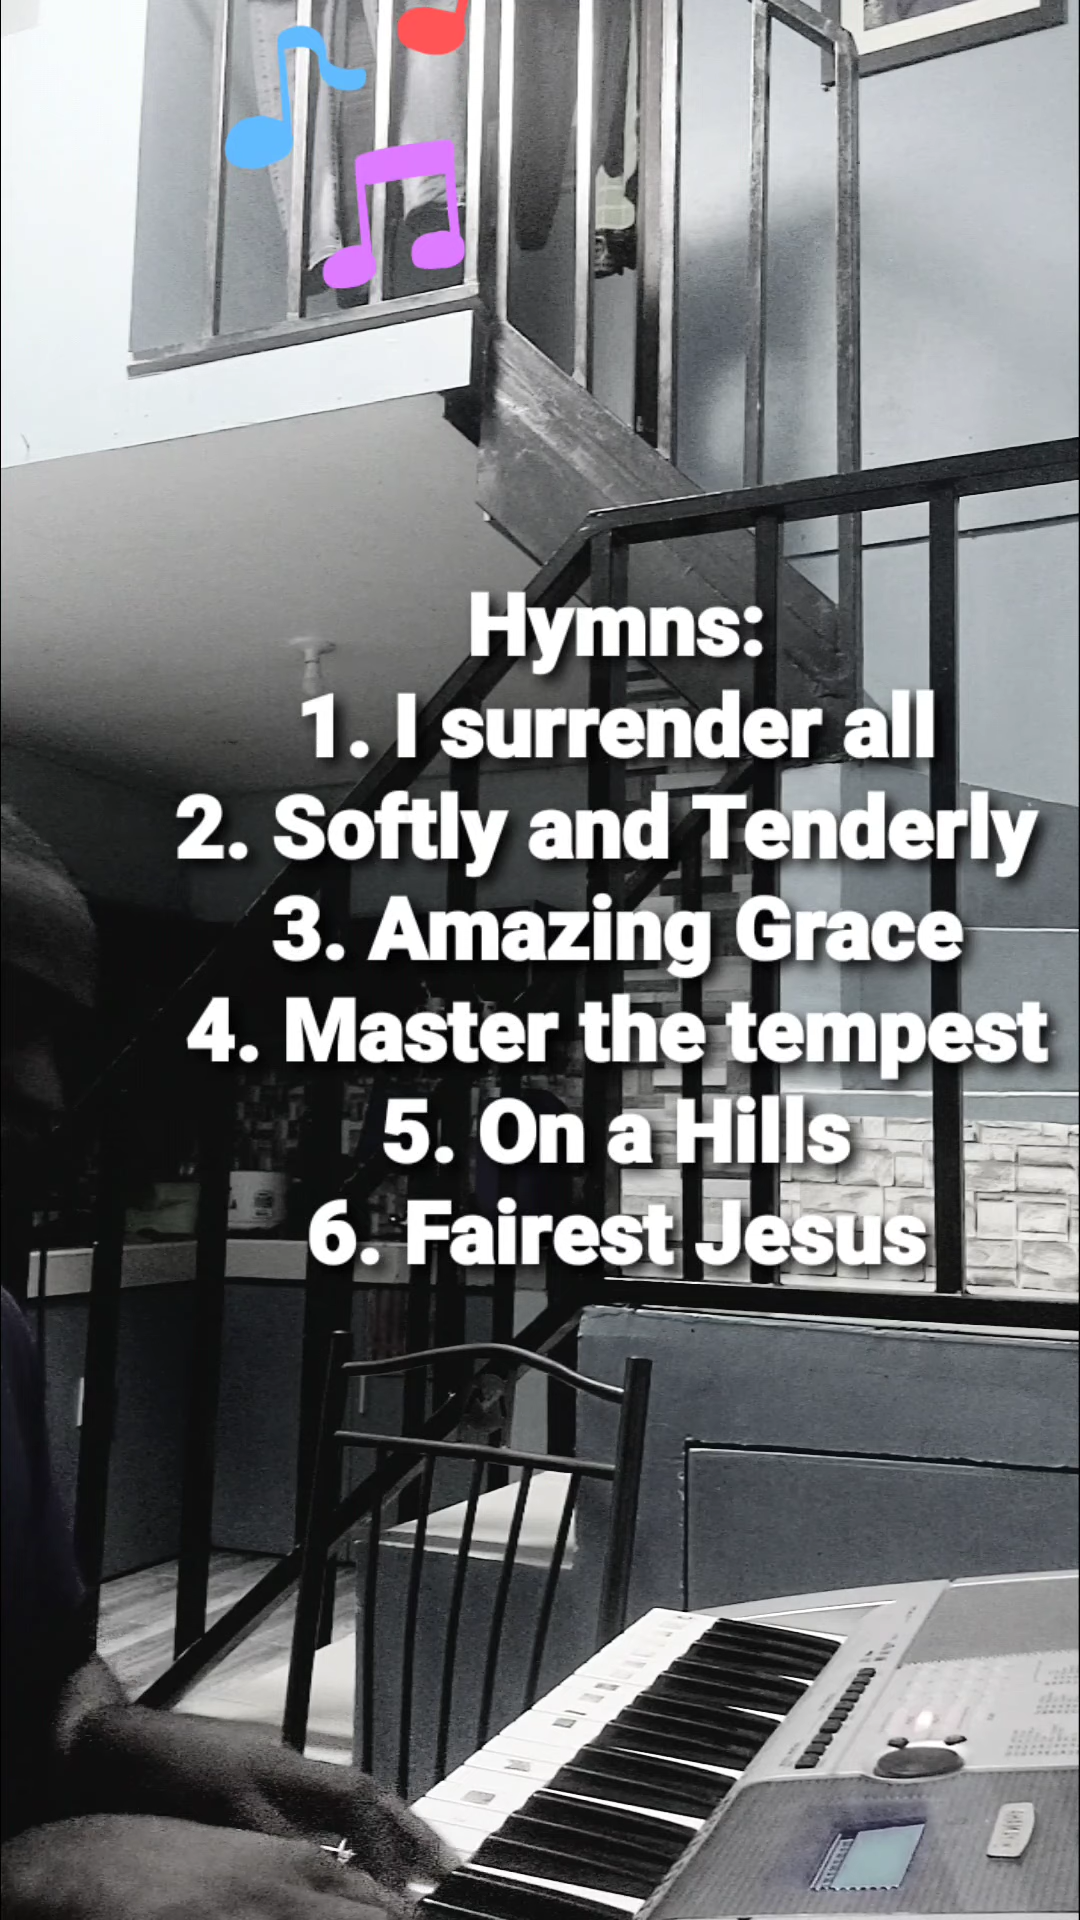 Hymns:
1. I surrender all
2. Softly and Tenderly
3. Amazing Grace
4. Master the tempest
5. On a Hills
6. Fairest Jesus